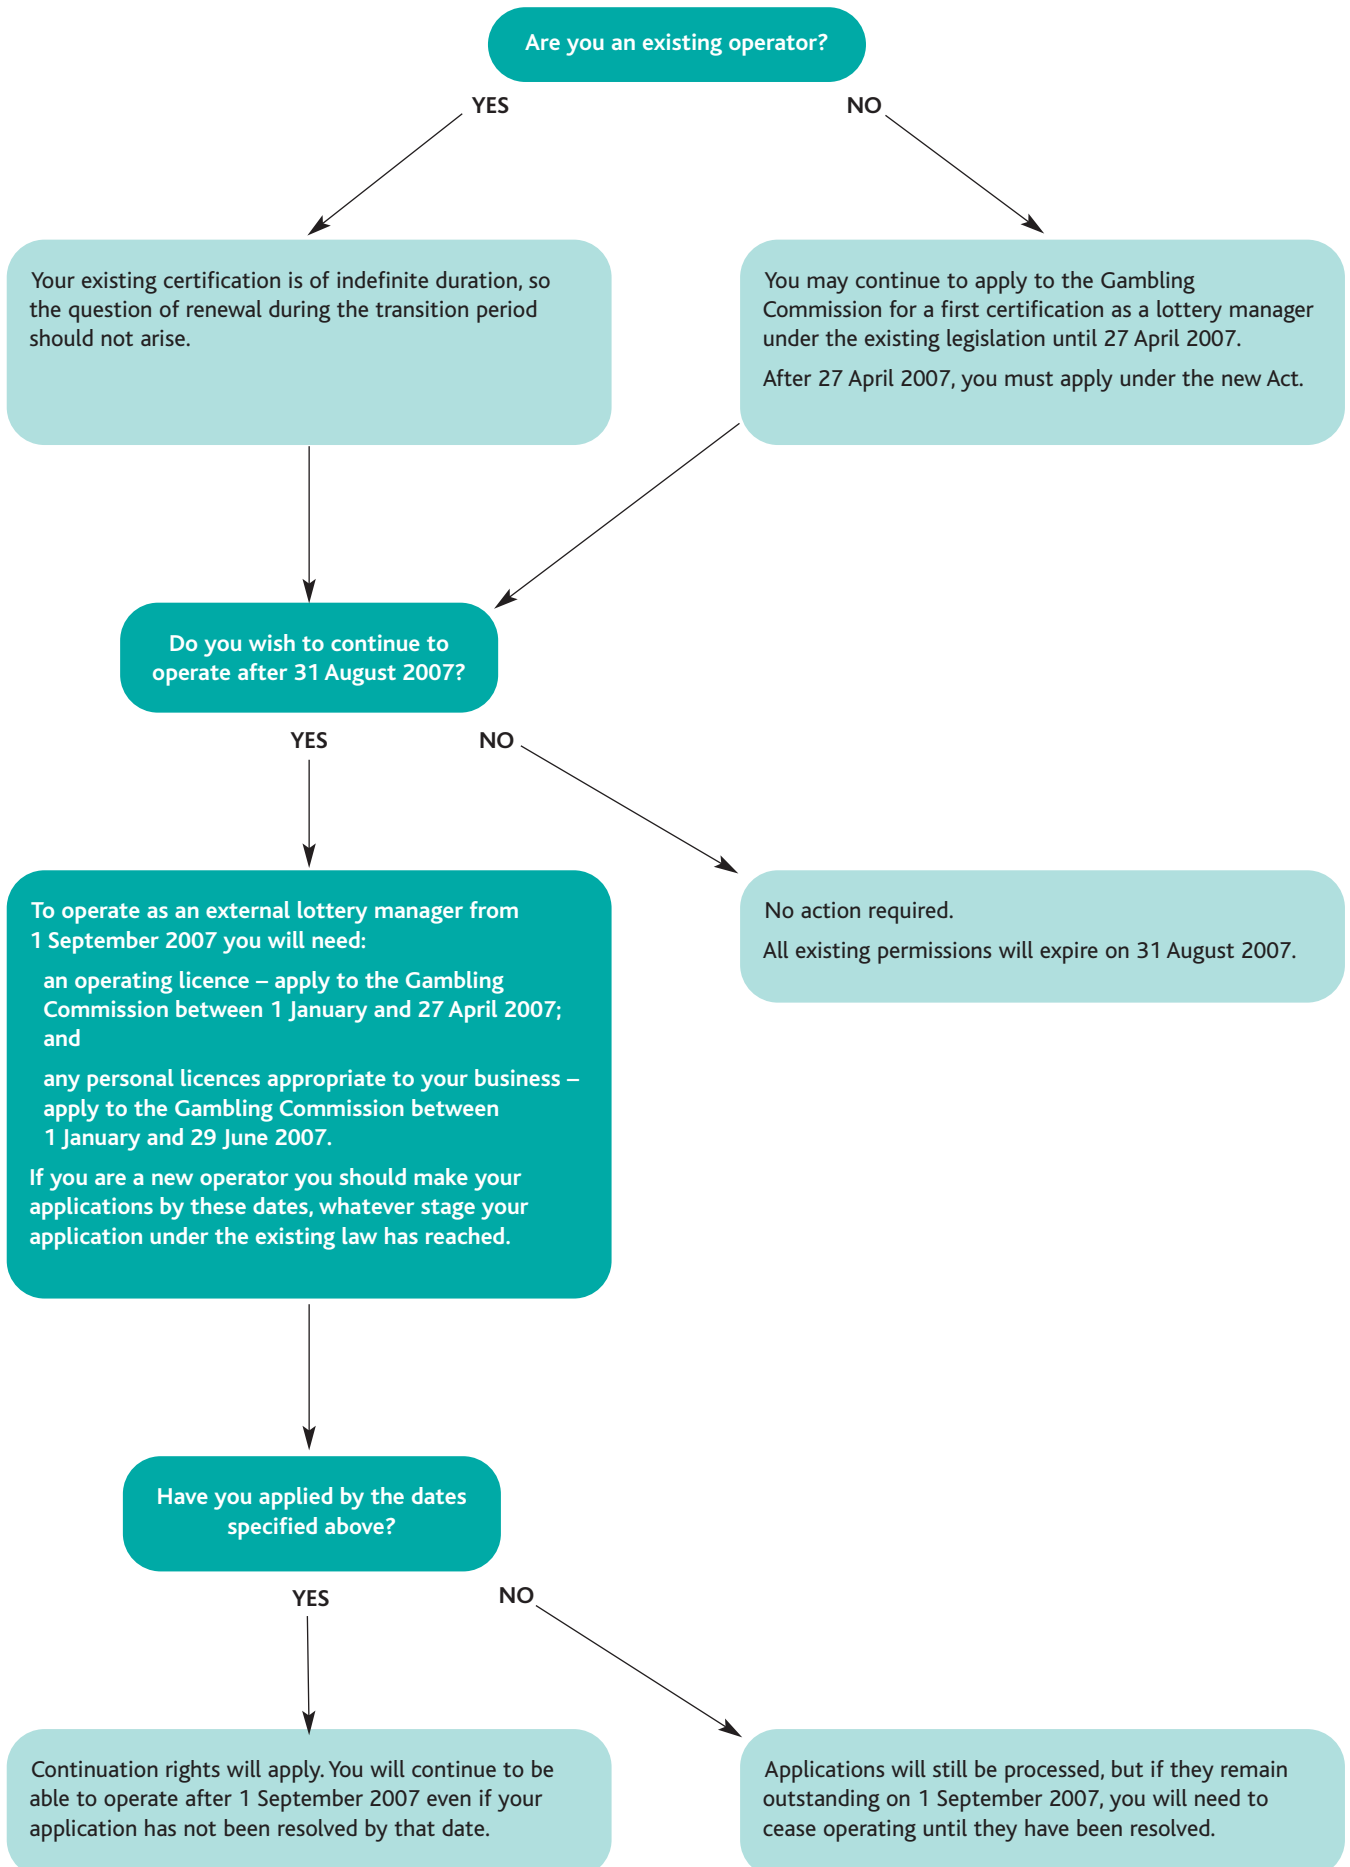 Are you an existing operator?
YES
NO
Your existing certification is of indefinite duration, so
the question of renewal during the transition period
should not arise.
You may continue to apply to the Gambling
Commission for a first certification as a lottery manager
under the existing legislation until 27 April 2007.
After 27 April 2007, you must apply under the new Act.
Do you wish to continue to
operate after 31 August 2007?
YES
NO
To operate as an external lottery manager from
1 September 2007 you will need:
an operating licence – apply to the Gambling
Commission between 1 January and 27 April 2007;
and
any personal licences appropriate to your business –
apply to the Gambling Commission between
1 January and 29 June 2007.
If you are a new operator you should make your
applications by these dates, whatever stage your
application under the existing law has reached.
No action required.
All existing permissions will expire on 31 August 2007.
Have you applied by the dates
specified above?
YES
NO
Continuation rights will apply. You will continue to be
able to operate after 1 September 2007 even if your
application has not been resolved by that date.
Applications will still be processed, but if they remain
outstanding on 1 September 2007, you will need to
cease operating until they have been resolved.